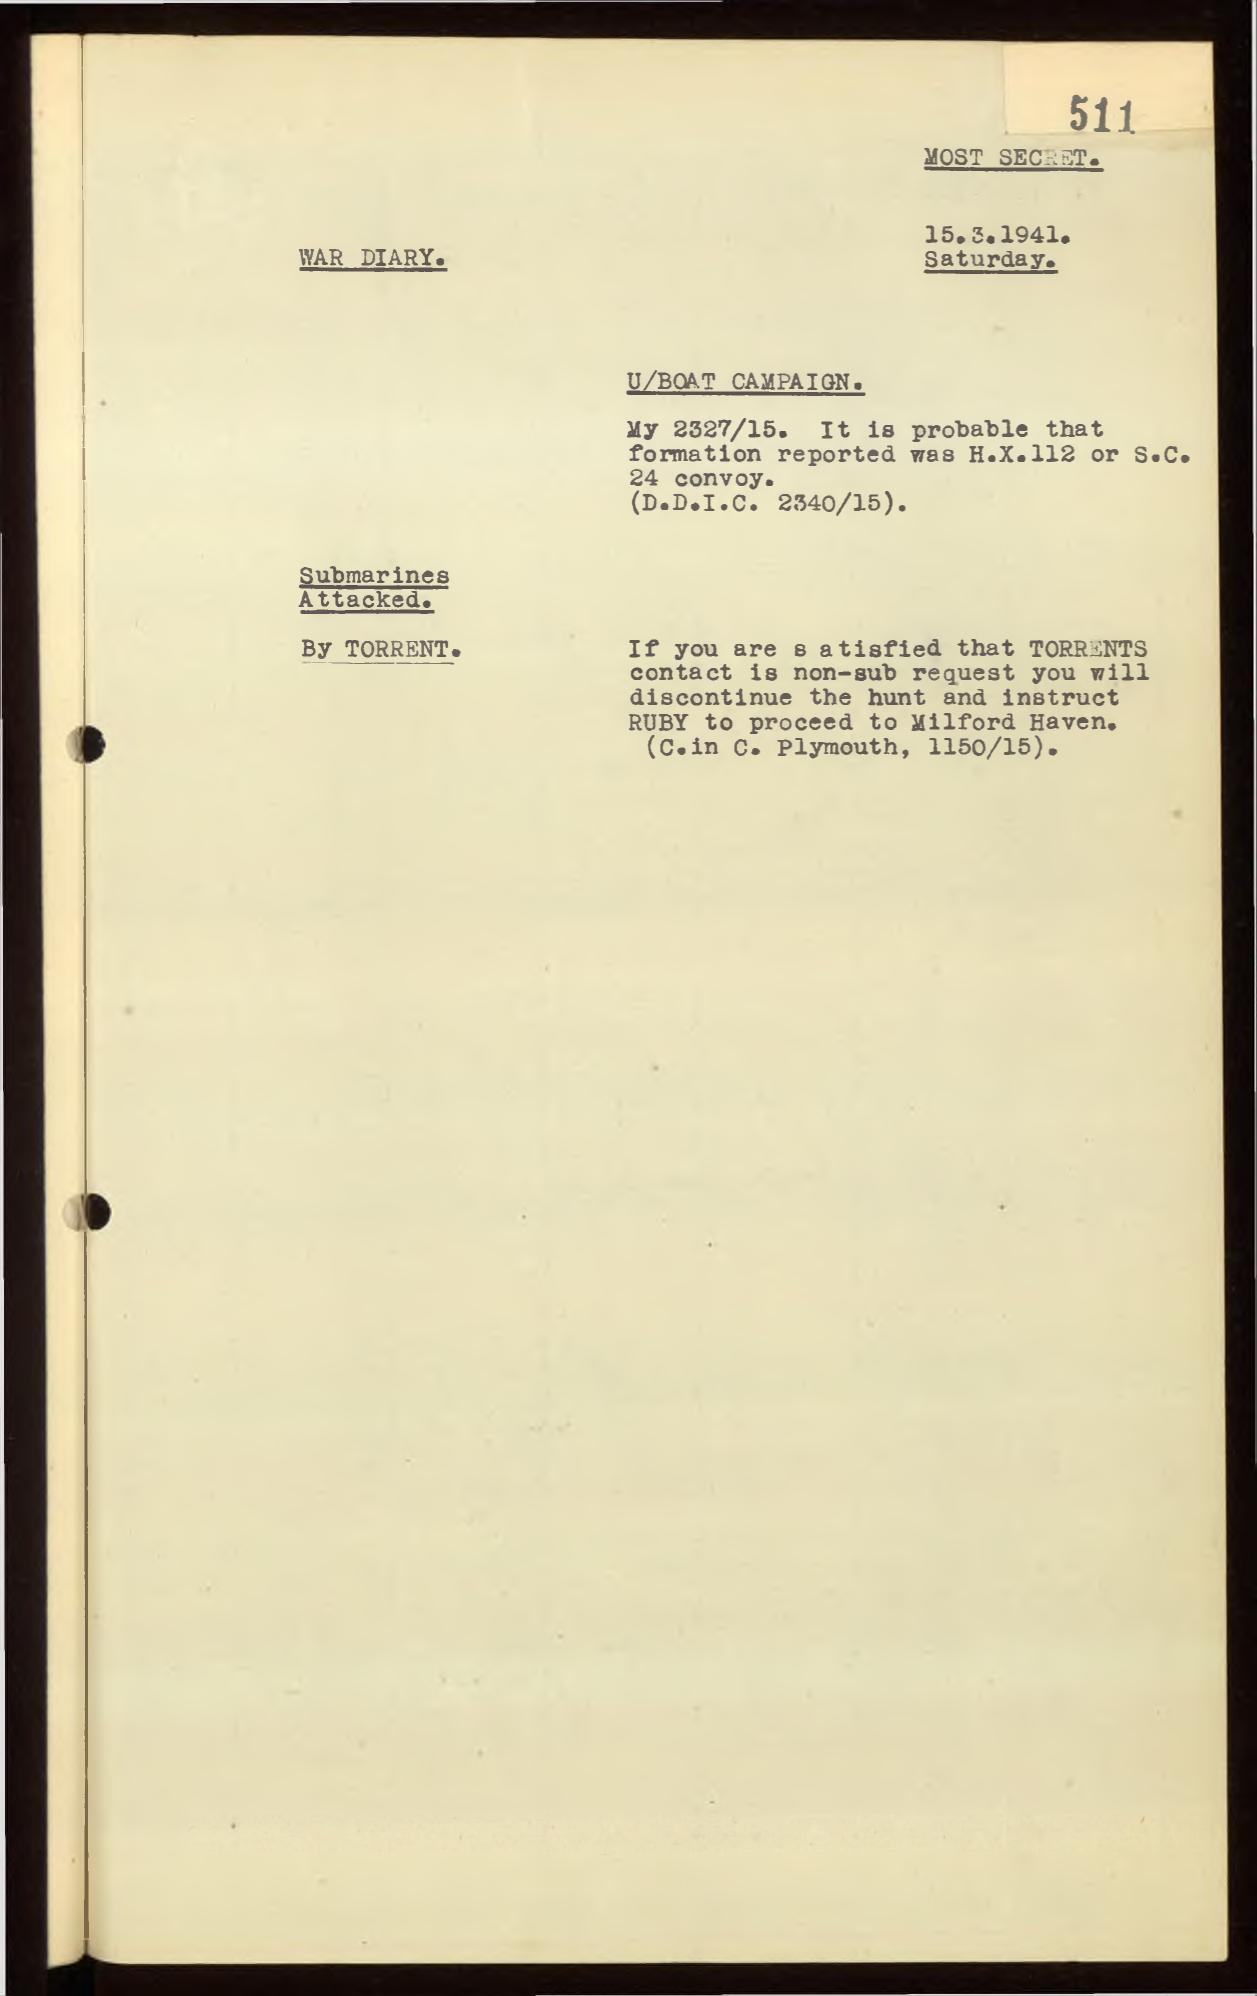 511
MOST SECRET.
15.3.1941.
WAR DIARY.
Saturday.
U/BOAT CAMPAIGN.
My 2327/15. It is probable that
formation reported was H.X.112 or S.C.
24 convoy.
(D.D.I.C. 2340/15).
Submarines
Attacked.
By TORRENT.
If you are s atisfied that TORRENTS
contact is non-sub request you will
discontinue the hunt and instruct
RUBY to proceed to Milford Haven.
(C.in C. Plymouth, 1150/15).